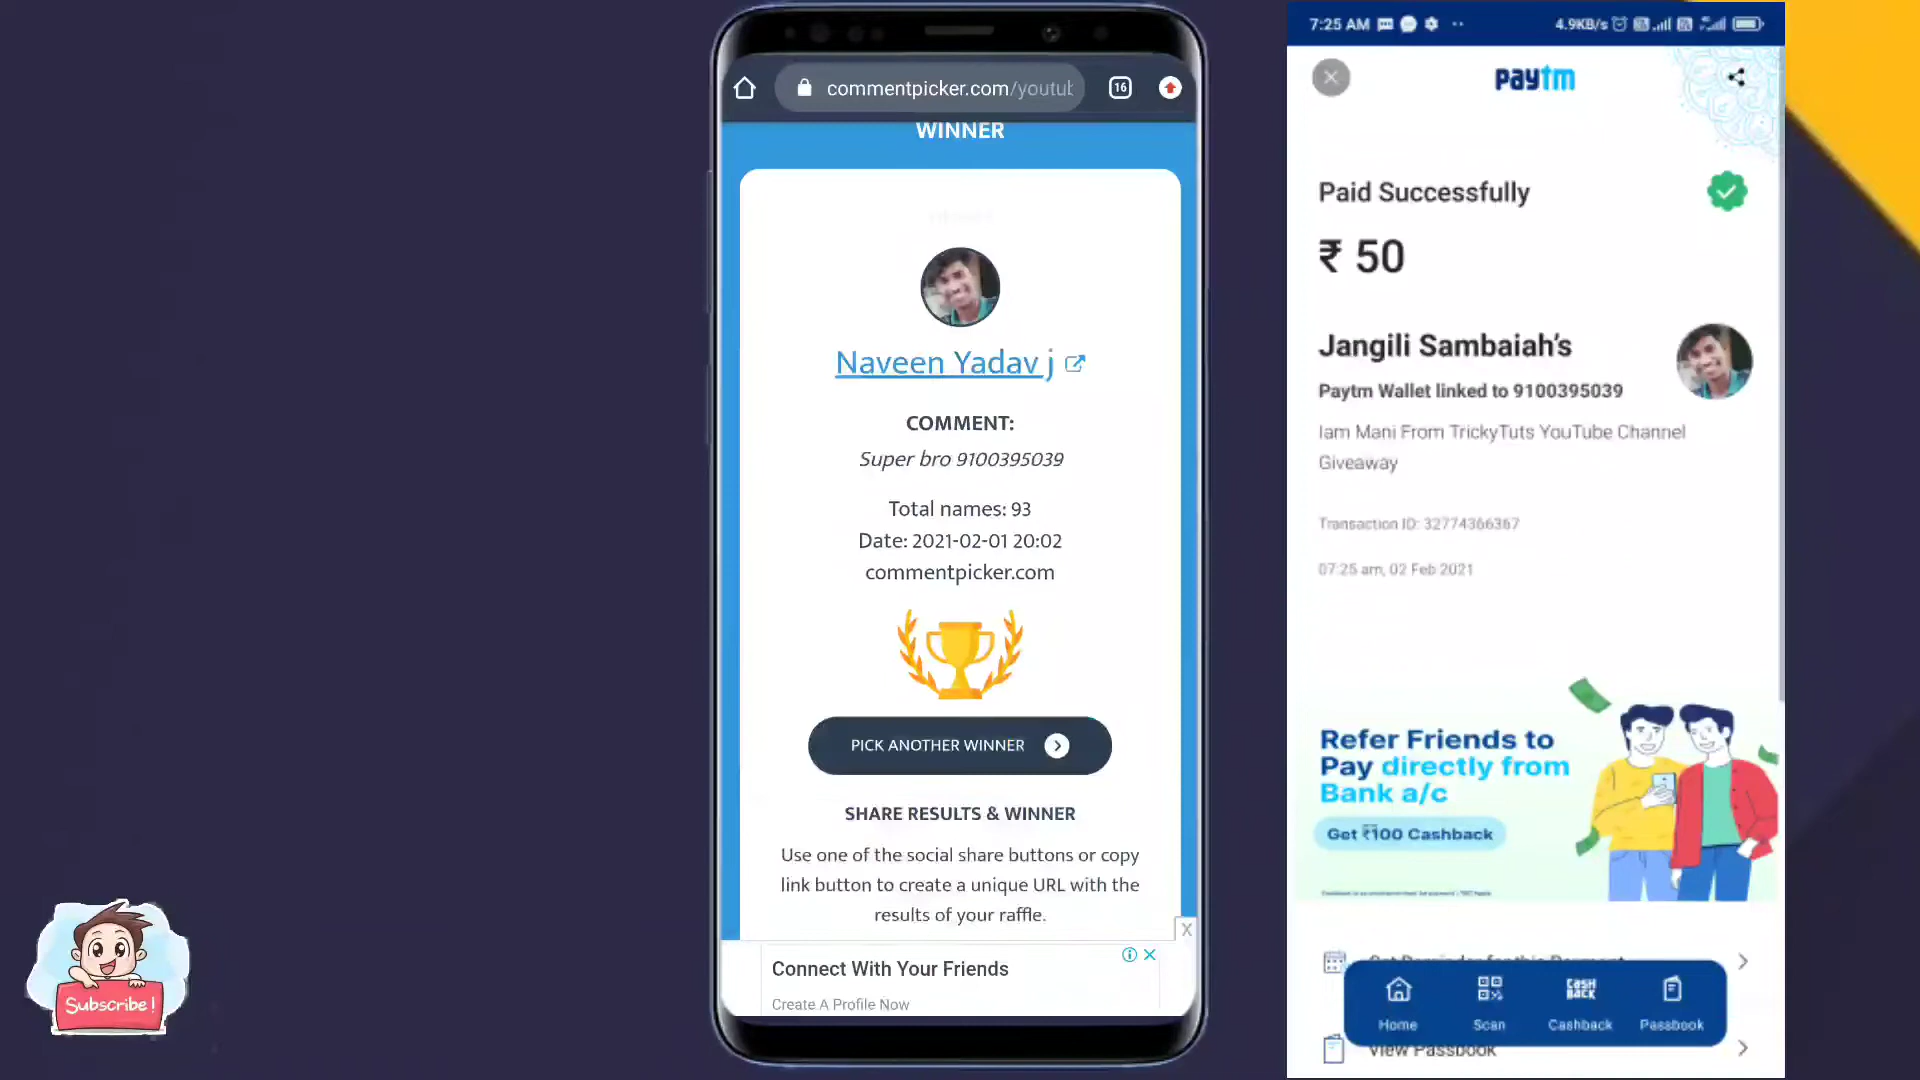 commentpicker.com/youtub
16
WINNER
Naveen Yadav j
COMMENT:
Super bro 9100395039
Total names: 93
Date: 2021-02-01 20:02
commentpicker.com
PICK ANOTHER WINNER
SHARE RESULTS & WINNER
Use one of the social share buttons or copy
link button to create a unique URL with the
results of your raffle.
X
Connect With Your Friends
Create A Profile Now
7:25 AM
4.9KB/s
paytm
Paid Successfully
₹ 50
Jangili Sambaiah's
Paytm Wallet linked to 9100395039
Iam Mani From TrickyTuts YouTube Channel
Giveaway
Transaction ID: 32774366367
07:25 am, 02 Feb 2021
Refer Friends to
Pay directly from
Bank a/c
Get ₹100 Cashback
Home
Scan
CASH
BACK
Cashback
Passbook
View Passbook
Subscribe!